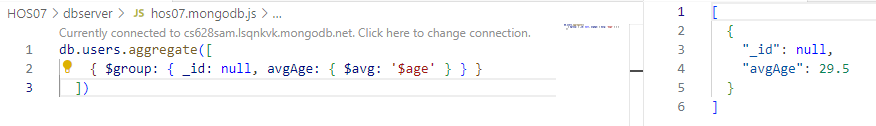 HOS07 > dbserver > JS hos07.mongodb.js > ...
Currently connected to cs628sam.lsqnkvk.mongodb.net. Click here to change connection.
1 db.users.aggregate([
2 { $group: { _id: null, avgAge: { $avg: '$age' } } }
3 ])
1 [
2 {
3 "_id": null,
4 "avgAge": 29.5
5 }
6 ]